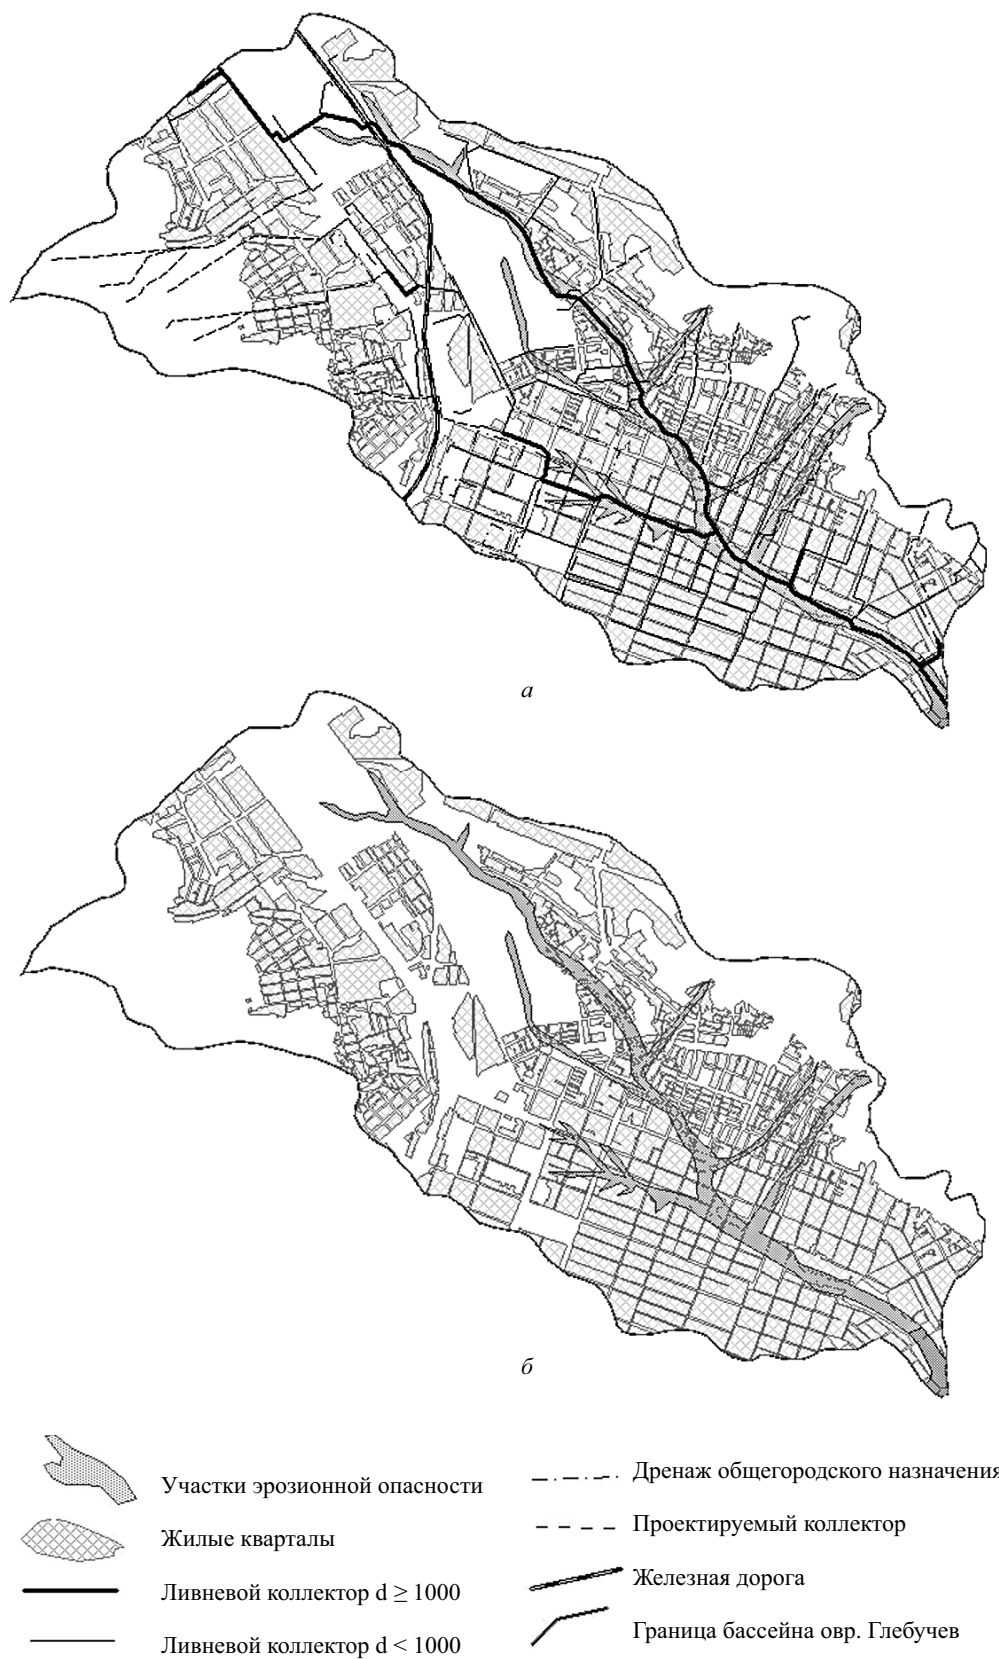 а
б
Участки эрозионной опасности
Жилые кварталы
Ливневой коллектор d ≥ 1000
Ливневой коллектор d < 1000
Дренаж общегородского назначения
Проектируемый коллектор
Железная дорога
Граница бассейна овр. Глебучев